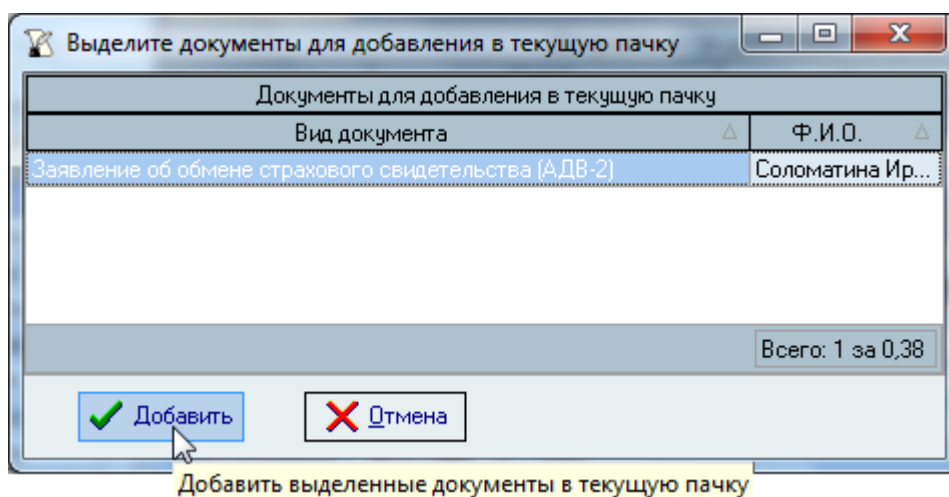 Выделите документы для добавления в текущую пачку
Документы для добавления в текущую пачку
Вид документа Ф.И.О.
Заявление об обмене страхового свидетельства (АДВ-2) Соломатина Ир...
Всего: 1 за 0,38
Добавить Отмена
Добавить выделенные документы в текущую пачку